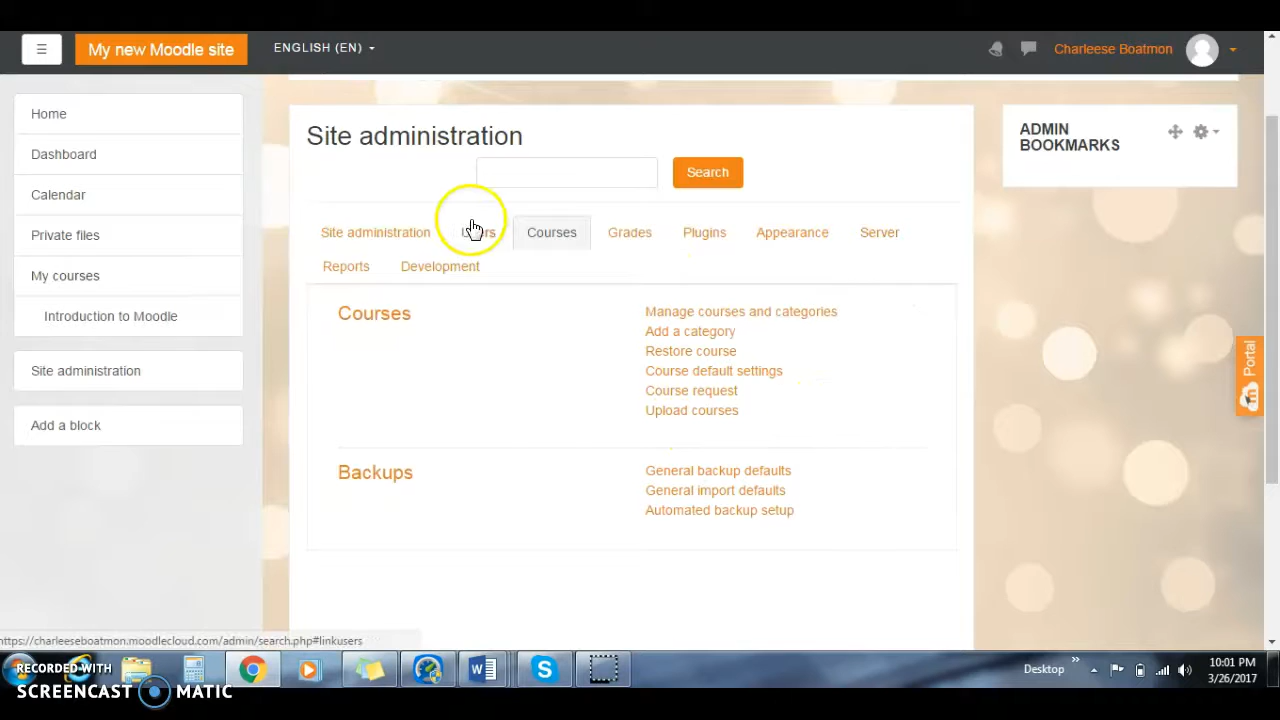 My new Moodle site
ENGLISH (EN)
Charleese Boatmon
Home
Dashboard
Calendar
Private files
My courses
Introduction to Moodle
Site administration
Add a block
Site administration
Search
Site administration Courses Grades Plugins Appearance Server
Reports Development
Courses
Manage courses and categories
Add a category
Restore course
Course default settings
Course request
Upload courses
Backups
General backup defaults
General import defaults
Automated backup setup
ADMIN
BOOKMARKS
Portal
https://charleeseboatmon.moodlecloud.com/admin/search.php#linkusers
Desktop
10:01 PM
3/26/2017
RECORDED WITH
SCREENCAST MATIC